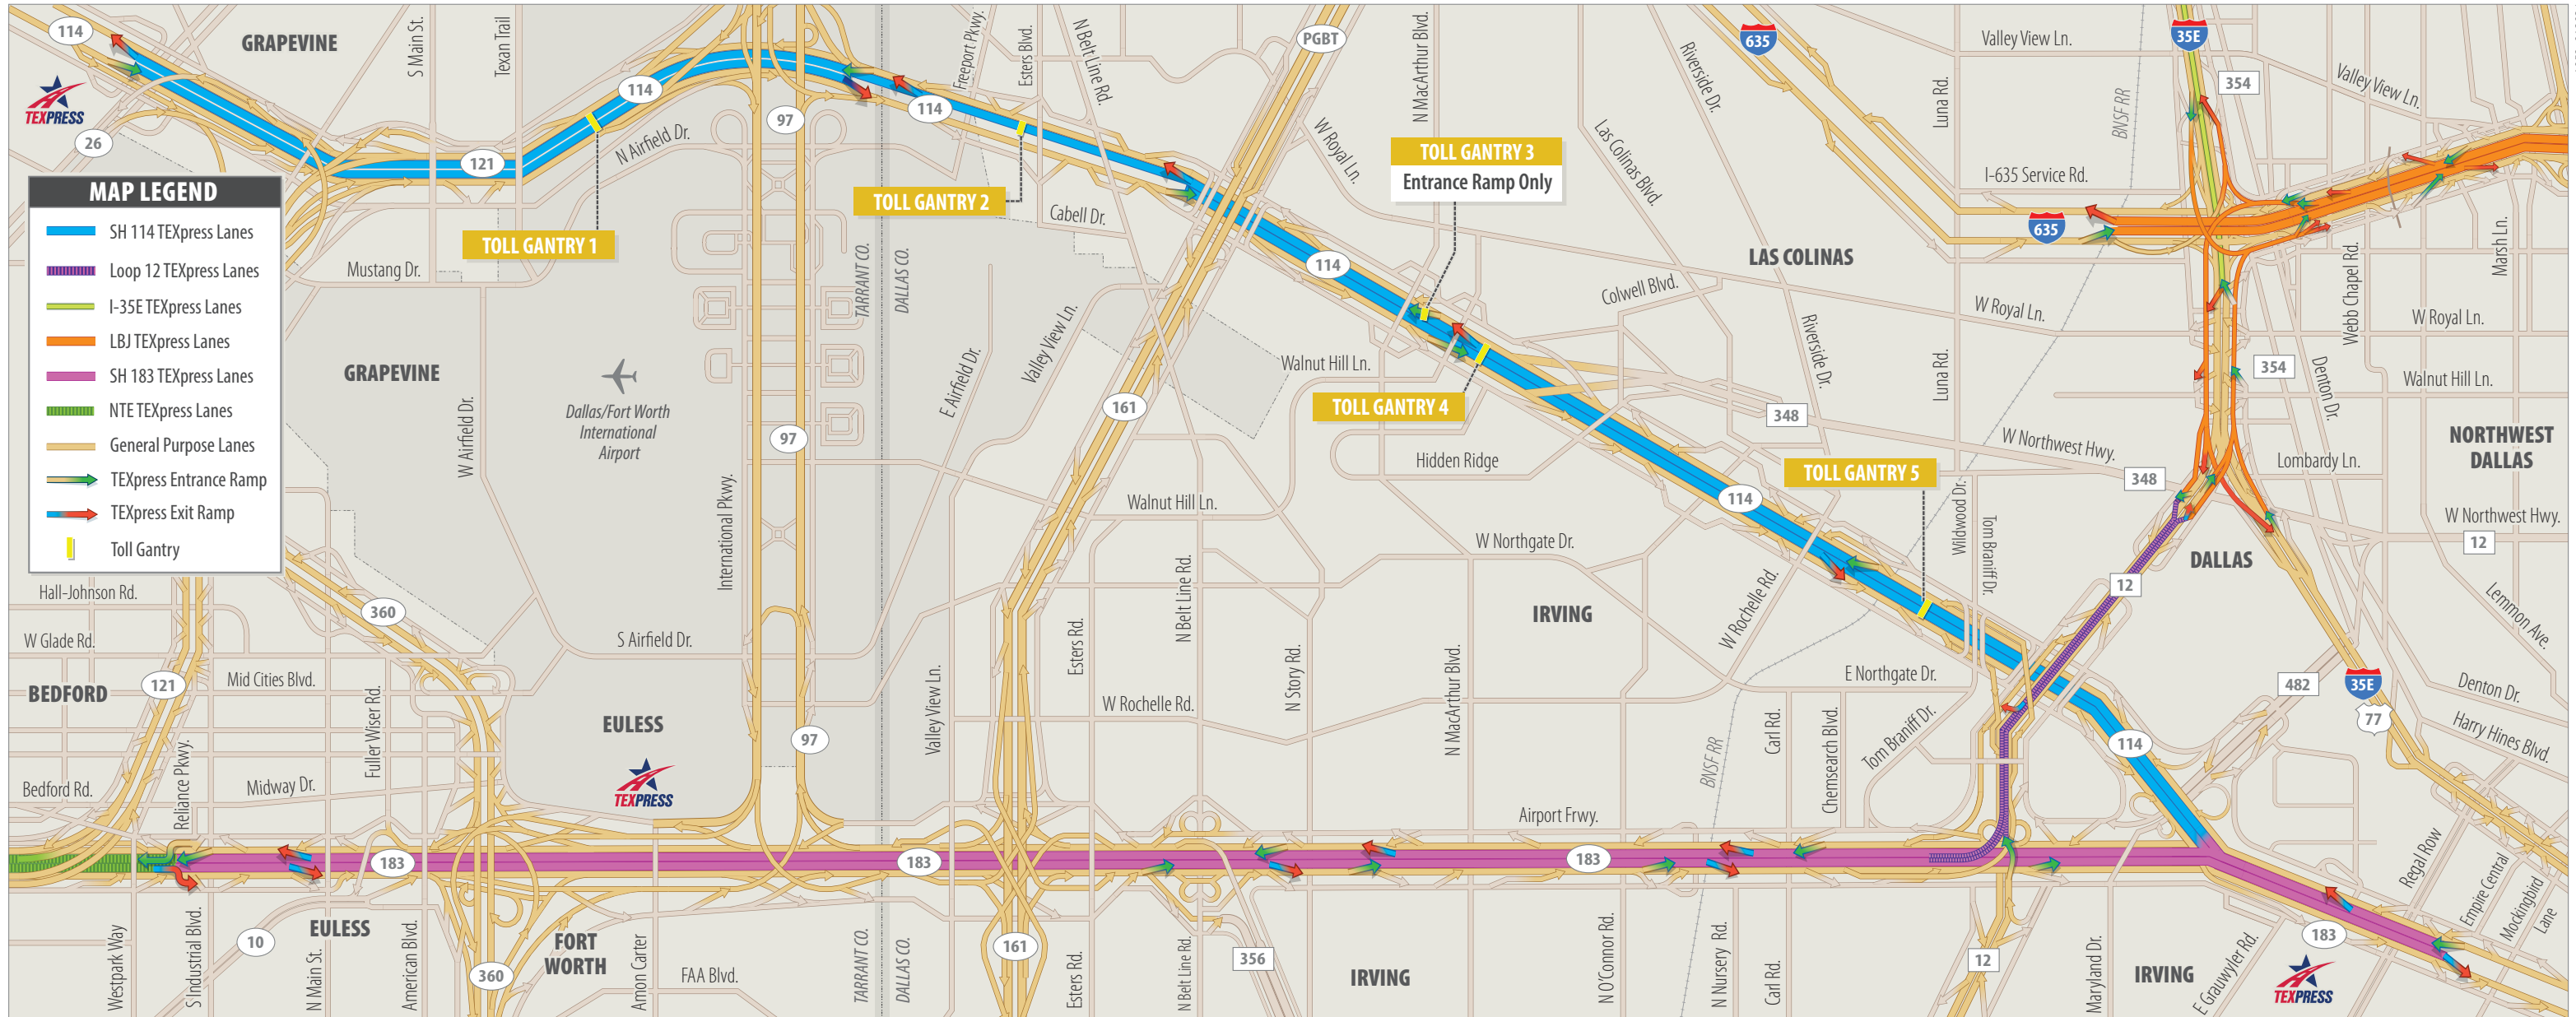 114
GRAPEVINE
S Main St.
Texan Trail
TEXPRESS
26
121
114
N Airfield Dr.
97
114
Freeport Pkwy.
Esters Blvd.
N Belt Line Rd.
PGBT
W Royal Ln.
N MacArthur Blvd.
Las Colinas Blvd.
Riverside Dr.
635
Luna Rd.
BNSF RR
Valley View Ln.
35E
354
Valley View Ln.
I-635 Service Rd.
635
TOLL GANTRY 1
TOLL GANTRY 2
Cabell Dr.
TOLL GANTRY 3
Entrance Ramp Only
MAP LEGEND
SH 114 TEXpress Lanes
Loop 12 TEXpress Lanes
I-35E TEXpress Lanes
LBJ TEXpress Lanes
SH 183 TEXpress Lanes
NTE TEXpress Lanes
General Purpose Lanes
TEXpress Entrance Ramp
TEXpress Exit Ramp
Toll Gantry
Mustang Dr.
GRAPEVINE
W Airfield Dr.
Dallas/Fort Worth
International
Airport
International Pkwy.
97
TARRANT CO.
DALLAS CO.
E Airfield Dr.
Valley View Ln.
161
114
Walnut Hill Ln.
TOLL GANTRY 4
Colwell Blvd.
LAS COLINAS
W Royal Ln.
Riverside Dr.
Luna Rd.
348
W Northwest Hwy.
348
354
Denton Dr.
Webb Chapel Rd.
Marsh Ln.
W Royal Ln.
Walnut Hill Ln.
NORTHWEST
DALLAS
Lombardy Ln.
W Northwest Hwy.
12
Hidden Ridge
Walnut Hill Ln.
W Northgate Dr.
114
TOLL GANTRY 5
Wildwood Dr.
Tom Braniff Dr.
DALLAS
12
Lemmon Ave.
Hall-Johnson Rd.
360
W Glade Rd.
BEDFORD
121
Mid Cities Blvd.
Fuller Wiser Rd.
Reliance Pkwy.
Bedford Rd.
Midway Dr.
S Airfield Dr.
EULESS
TEXPRESS
97
Valley View Ln.
Esters Rd.
N Belt Line Rd.
W Rochelle Rd.
N Story Rd.
N MacArthur Blvd.
IRVING
W Rochelle Rd.
E Northgate Dr.
BNSF RR
Carl Rd.
Chemsearch Blvd.
Tom Braniff Dr.
114
482
35E
77
Denton Dr.
Harry Hines Blvd.
Airport Frwy.
183
183
183
Westpark Way
S Industrial Blvd.
10
EULESS
N Main St.
American Blvd.
360
FORT
WORTH
Amon Carter
FAA Blvd.
TARRANT CO.
DALLAS CO.
161
Esters Rd.
N Belt Line Rd.
356
IRVING
N O'Connor Rd.
N Nursery Rd.
Carl Rd.
12
Maryland Dr.
IRVING
E Grauwyler Rd.
TEXPRESS
183
Regal Row
Empire Central
Mockingbird
Lane